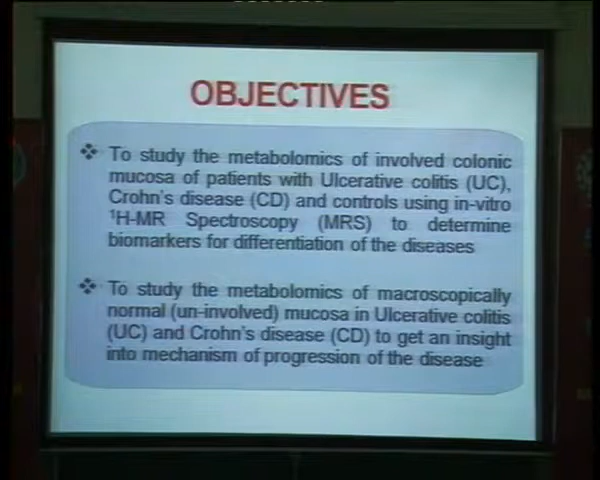 OBJECTIVES
❖ To study the metabolomics of involved colonic
mucosa of patients with Ulcerative colitis (UC),
Crohn's disease (CD) and controls using in-vitro
¹H-MR Spectroscopy (MRS) to determine
biomarkers for differentiation of the diseases
❖ To study the metabolomics of macroscopically
normal (un-involved) mucosa in Ulcerative colitis
(UC) and Crohn's disease (CD) to get an insight
into mechanism of progression of the disease